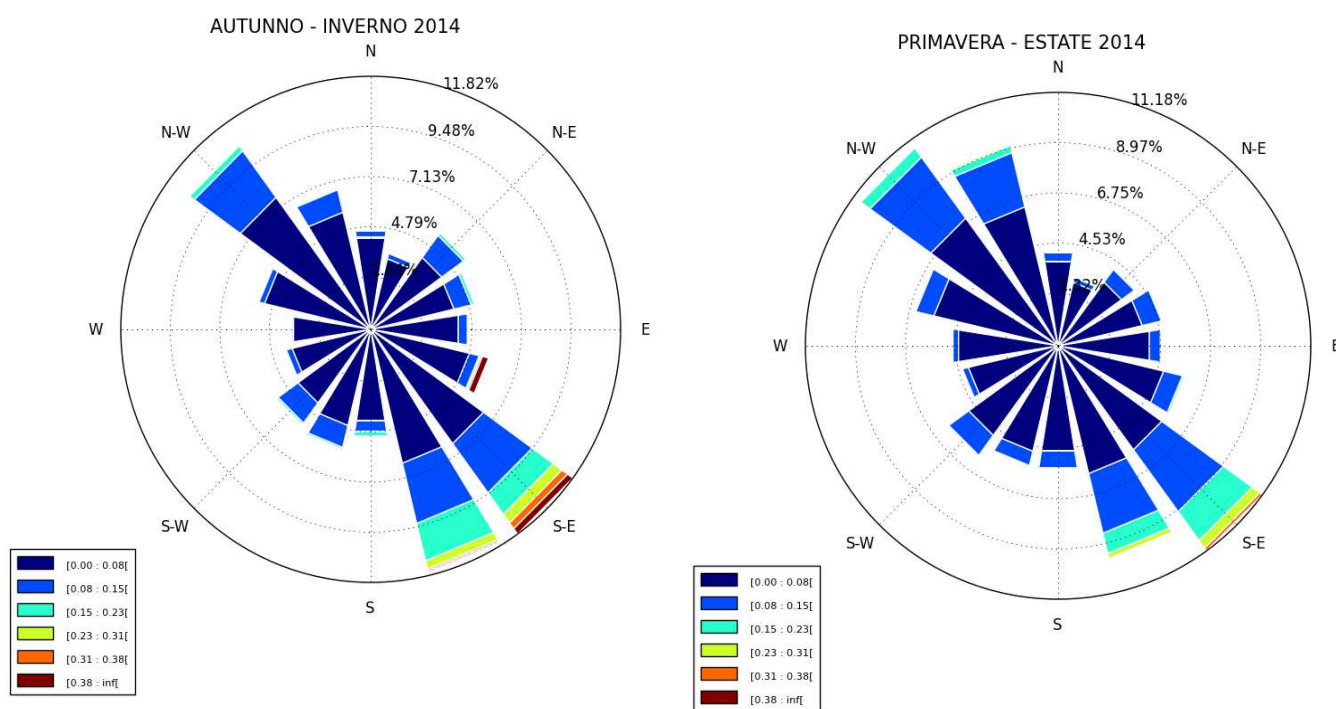 AUTUNNO - INVERNO 2014
N
11.82%
N-W
N-E
9.48%
7.13%
4.79%
W
E
S-W
S-E
S
[0.00 : 0.08[
[0.08 : 0.15[
[0.15 : 0.23[
[0.23 : 0.31[
[0.31 : 0.38[
[0.38 : inf[
PRIMAVERA - ESTATE 2014
N
11.18%
N-W
N-E
8.97%
6.75%
4.53%
W
E
S-W
S-E
S
[0.00 : 0.08[
[0.08 : 0.15[
[0.15 : 0.23[
[0.23 : 0.31[
[0.31 : 0.38[
[0.38 : inf[